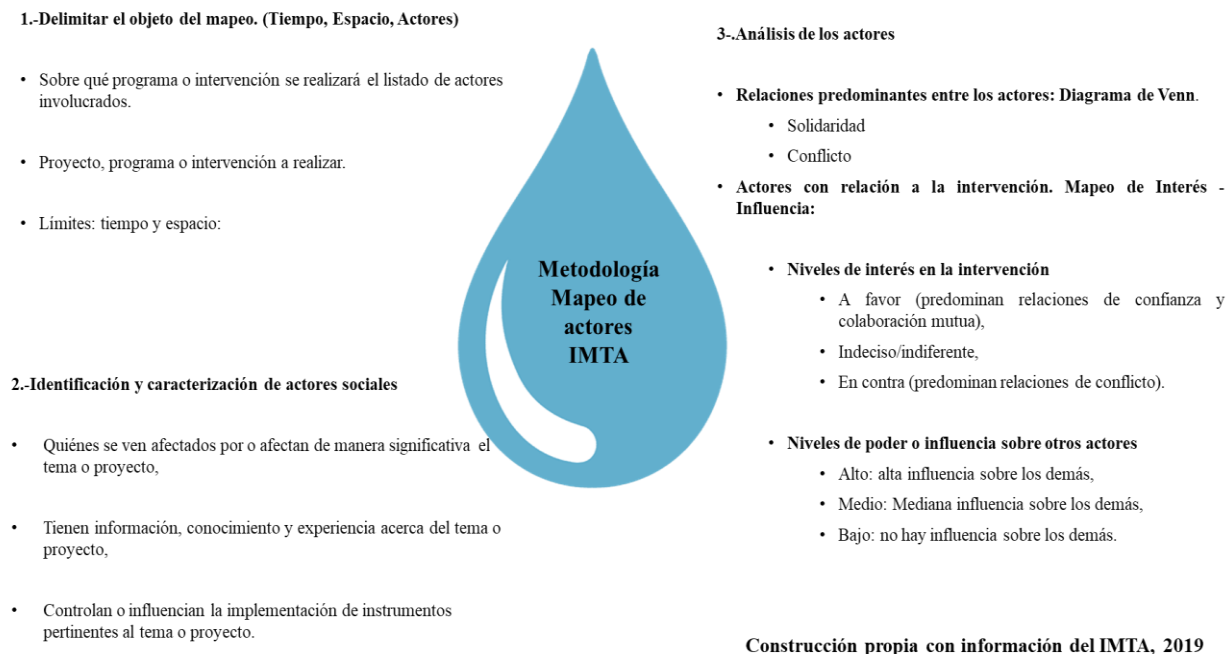 1.-Delimitar el objeto del mapeo. (Tiempo, Espacio, Actores)
• Sobre qué programa o intervención se realizará el listado de actores
involucrados.
• Proyecto, programa o intervención a realizar.
• Límites: tiempo y espacio:
2.-Identificación y caracterización de actores sociales
• Quiénes se ven afectados por o afectan de manera significativa el
tema o proyecto,
• Tienen información, conocimiento y experiencia acerca del tema o
proyecto,
• Controlan o influencian la implementación de instrumentos
pertinentes al tema o proyecto.
Metodología
Mapeo de
actores
IMTA
3-.Análisis de los actores
• Relaciones predominantes entre los actores: Diagrama de Venn.
• Solidaridad
• Conflicto
• Actores con relación a la intervención. Mapeo de Interés -
Influencia:
• Niveles de interés en la intervención
• A favor (predominan relaciones de confianza y
colaboración mutua),
• Indeciso/indiferente,
• En contra (predominan relaciones de conflicto).
• Niveles de poder o influencia sobre otros actores
• Alto: alta influencia sobre los demás,
• Medio: Mediana influencia sobre los demás,
• Bajo: no hay influencia sobre los demás.
Construcción propia con información del IMTA, 2019